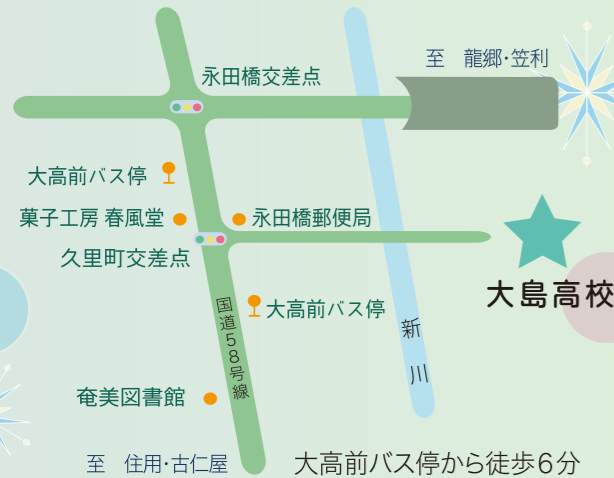 永田橋交差点
至　龍郷・笠利
大高前バス停
菓子工房 春風堂
永田橋郵便局
久里町交差点
大島高校
国道58号線
大高前バス停
新川
奄美図書館
至　住用・古仁屋
大高前バス停から徒歩6分